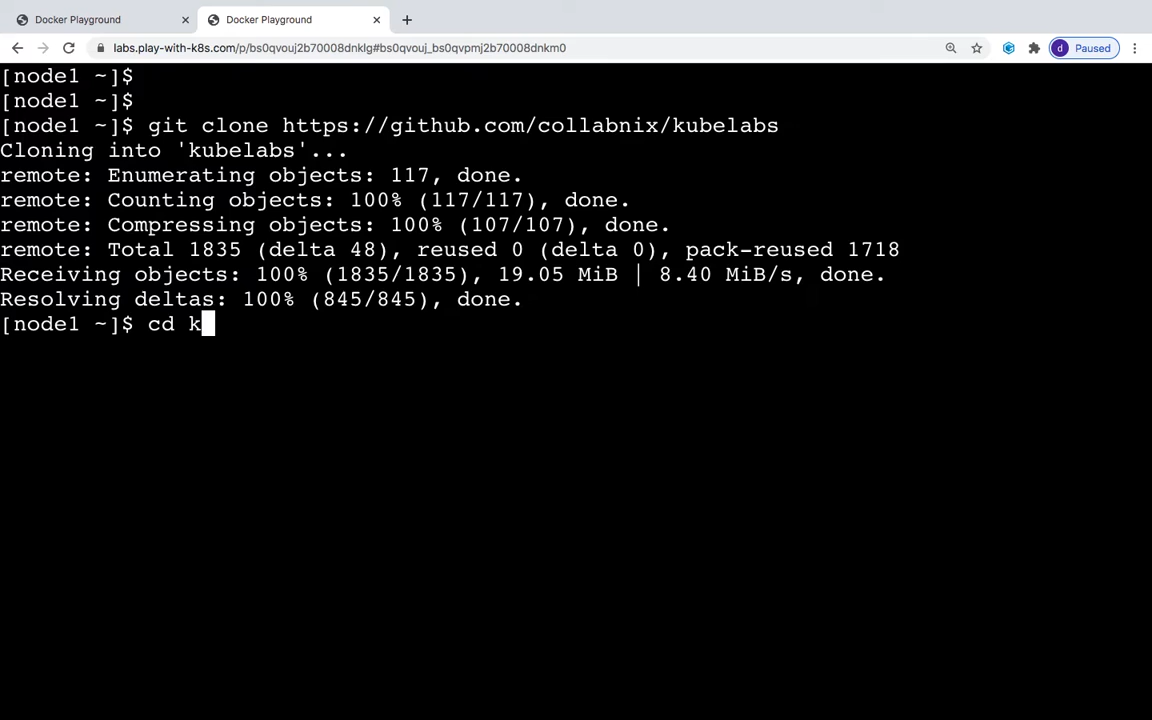 Docker Playground
Docker Playground
labs.play-with-k8s.com/p/bs0qvouj2b70008dnklg#bs0qvouj_bs0qvpmj2b70008dnkm0
d Paused
[node1 ~]$
[node1 ~]$
[node1 ~]$ git clone https://github.com/collabnix/kubelabs
Cloning into 'kubelabs'...
remote: Enumerating objects: 117, done.
remote: Counting objects: 100% (117/117), done.
remote: Compressing objects: 100% (107/107), done.
remote: Total 1835 (delta 48), reused 0 (delta 0), pack-reused 1718
Receiving objects: 100% (1835/1835), 19.05 MiB | 8.40 MiB/s, done.
Resolving deltas: 100% (845/845), done.
[node1 ~]$ cd k